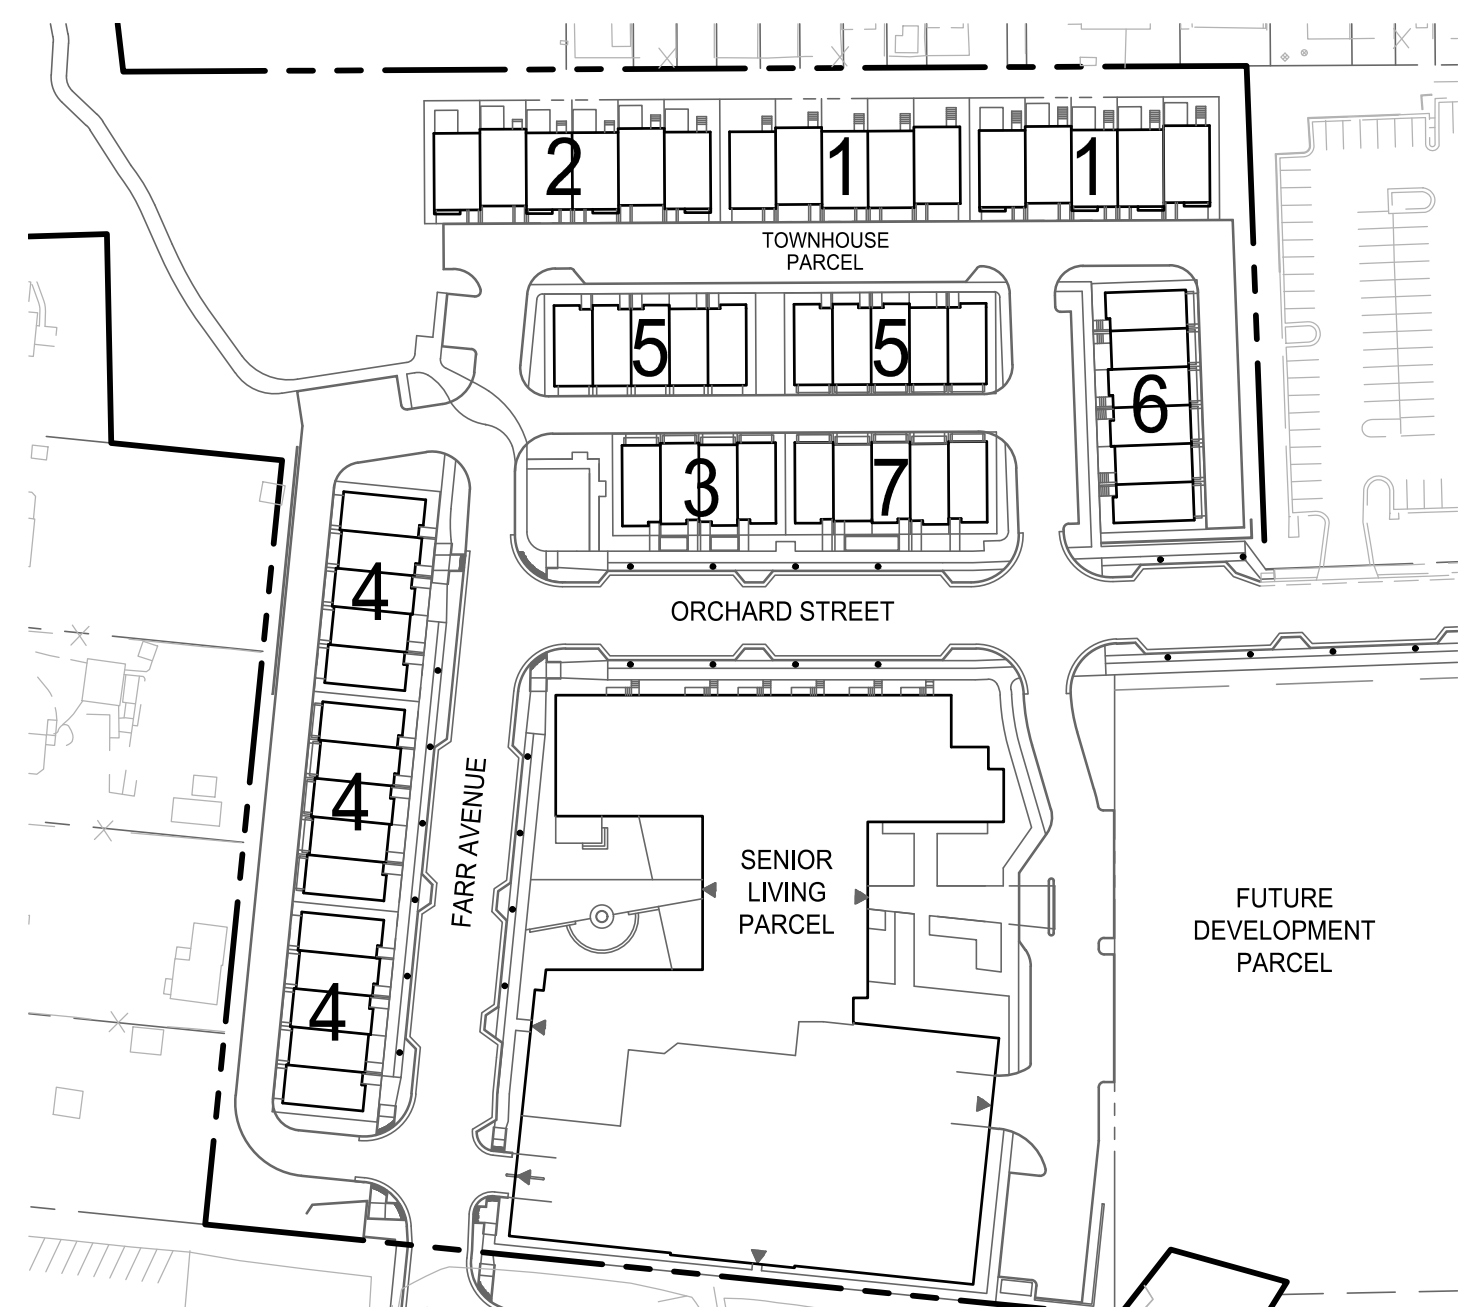 2
1
1
TOWNHOUSE
PARCEL
5
5
6
3
7
4
ORCHARD STREET
4
FARR AVENUE
SENIOR
LIVING
PARCEL
FUTURE
DEVELOPMENT
PARCEL
4